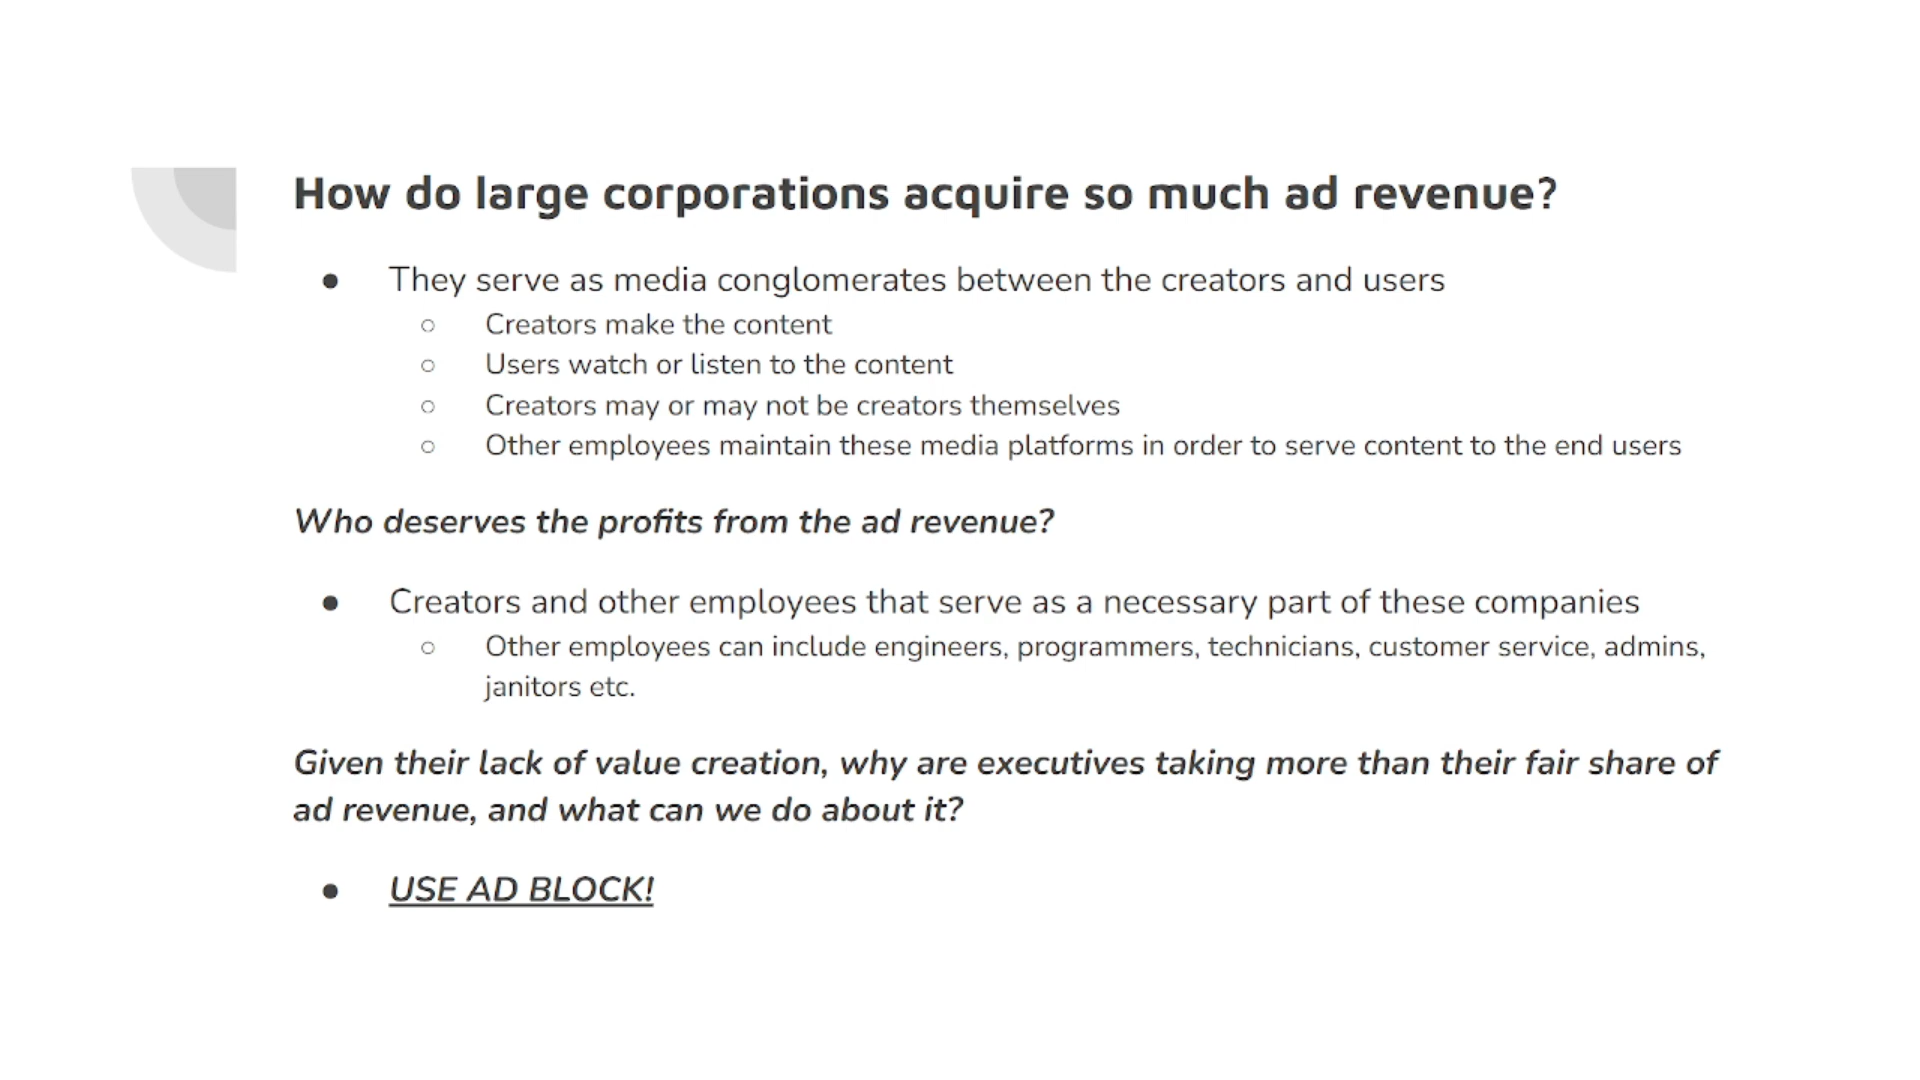 How do large corporations acquire so much ad revenue?
● They serve as media conglomerates between the creators and users
○ Creators make the content
○ Users watch or listen to the content
○ Creators may or may not be creators themselves
○ Other employees maintain these media platforms in order to serve content to the end users
Who deserves the profits from the ad revenue?
● Creators and other employees that serve as a necessary part of these companies
○ Other employees can include engineers, programmers, technicians, customer service, admins,
janitors etc.
Given their lack of value creation, why are executives taking more than their fair share of
ad revenue, and what can we do about it?
● USE AD BLOCK!